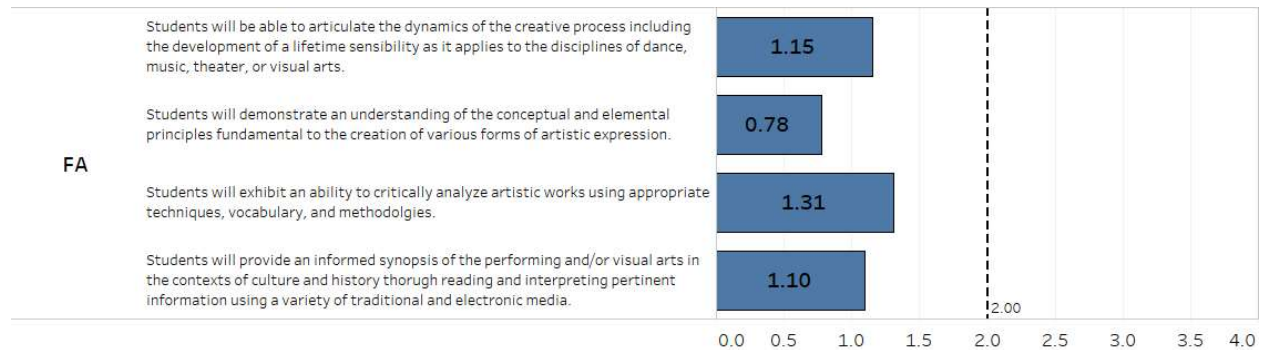 Students will be able to articulate the dynamics of the creative process including
the development of a lifetime sensibility as it applies to the disciplines of dance,
music, theater, or visual arts.
1.15
Students will demonstrate an understanding of the conceptual and elemental
principles fundamental to the creation of various forms of artistic expression.
0.78
FA
Students will exhibit an ability to critically analyze artistic works using appropriate
techniques, vocabulary, and methodolgies.
1.31
Students will provide an informed synopsis of the performing and/or visual arts in
the contexts of culture and history thorugh reading and interpreting pertinent
information using a variety of traditional and electronic media.
1.10
2.00
0.0 0.5 1.0 1.5 2.0 2.5 3.0 3.5 4.0